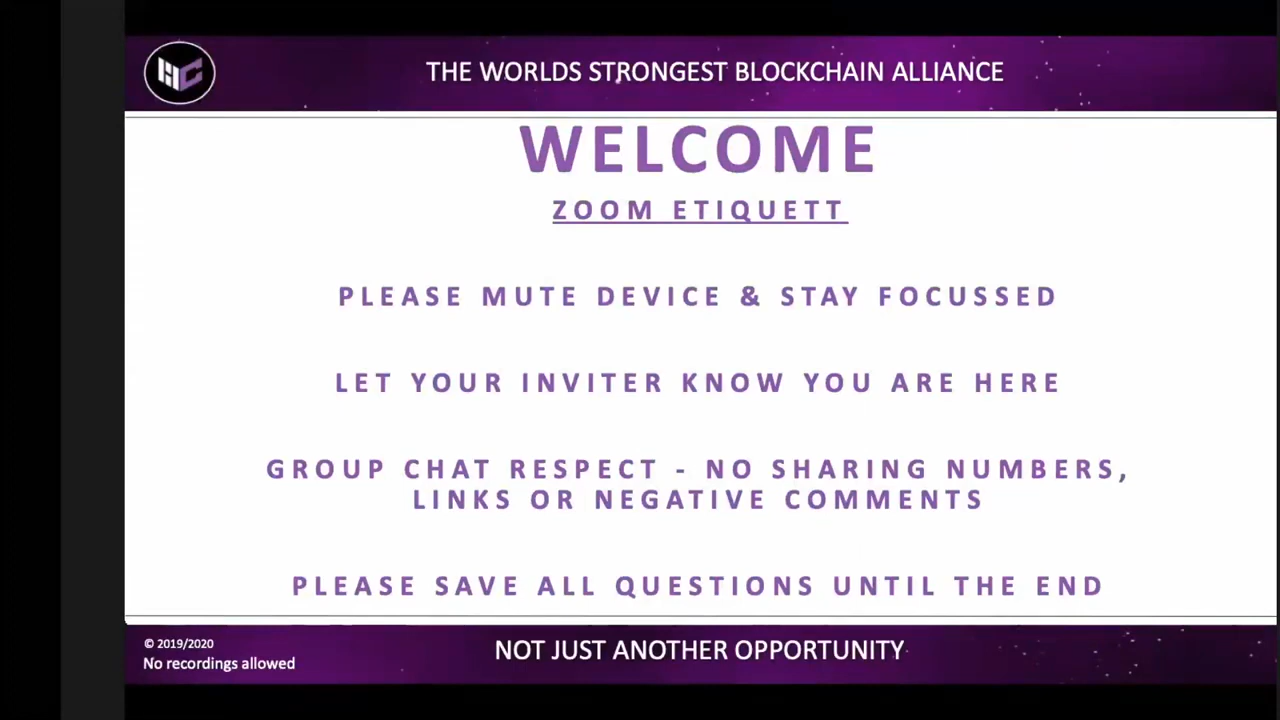 THE WORLDS STRONGEST BLOCKCHAIN ALLIANCE
WELCOME
ZOOM ETIQUETT
PLEASE MUTE DEVICE & STAY FOCUSSED
LET YOUR INVITER KNOW YOU ARE HERE
GROUP CHAT RESPECT - NO SHARING NUMBERS,
LINKS OR NEGATIVE COMMENTS
PLEASE SAVE ALL QUESTIONS UNTIL THE END
© 2019/2020
No recordings allowed
NOT JUST ANOTHER OPPORTUNITY